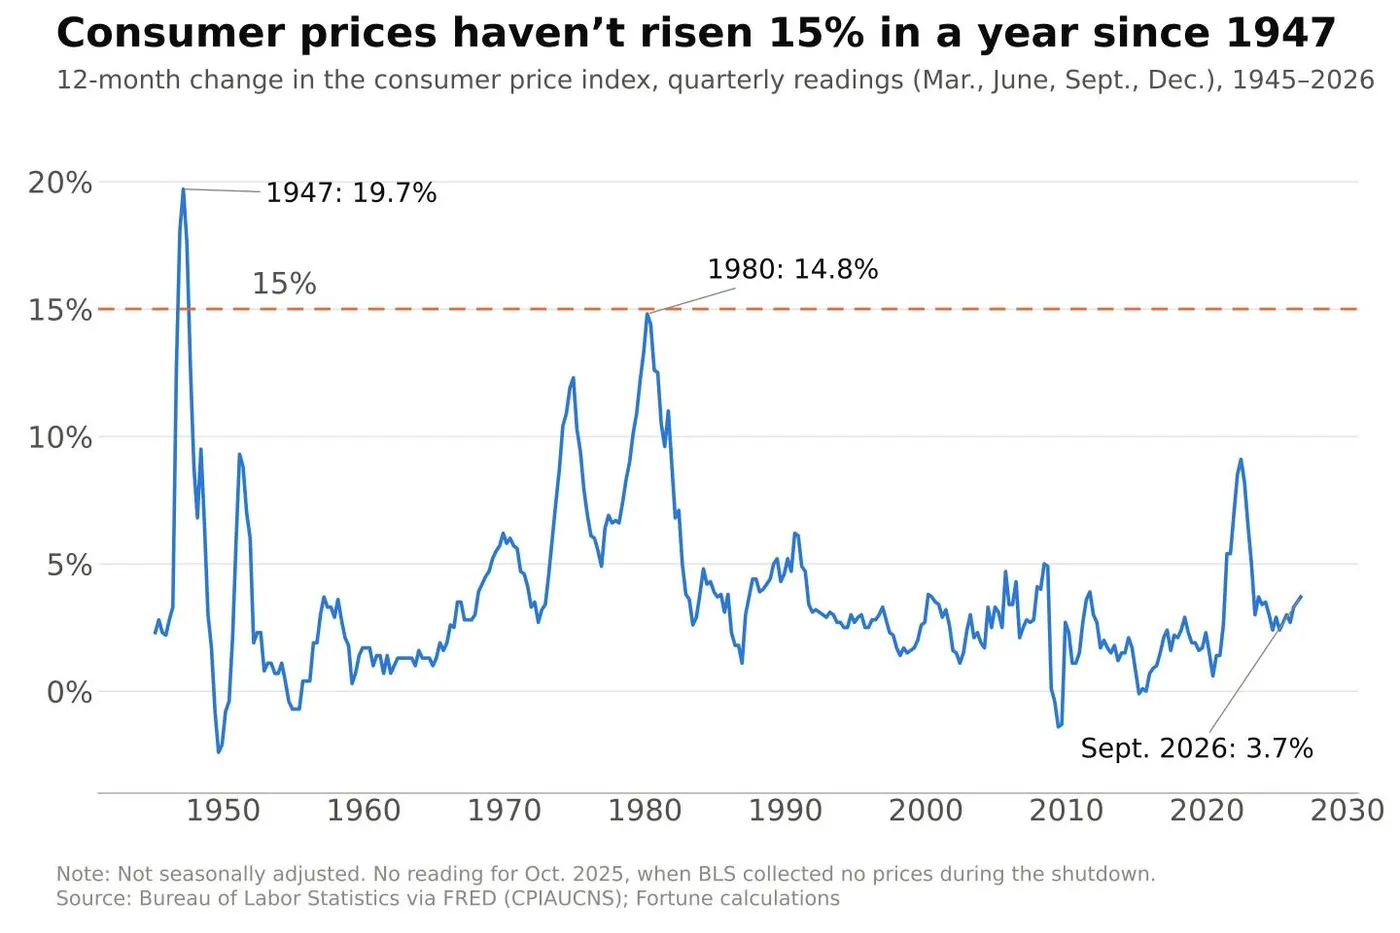 Consumer prices haven’t risen 15% in a year since 1947
12-month change in the consumer price index, quarterly readings (Mar., June, Sept., Dec.), 1945–2026
20%
1947: 19.7%
1980: 14.8%
15%
15%
10%
5%
0%
Sept. 2026: 3.7%
1950 1960 1970 1980 1990 2000 2010 2020 2030
Note: Not seasonally adjusted. No reading for Oct. 2025, when BLS collected no prices during the shutdown.
Source: Bureau of Labor Statistics via FRED (CPIAUCNS); Fortune calculations